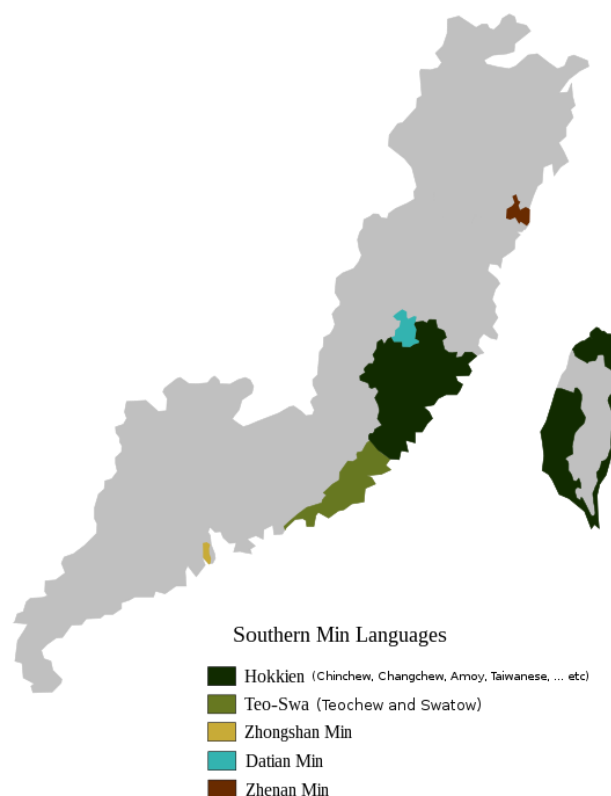 Southern Min Languages
Hokkien (Chinchew, Changchew, Amoy, Taiwanese, ... etc)
Teo-Swa (Teochew and Swatow)
Zhongshan Min
Datian Min
Zhenan Min